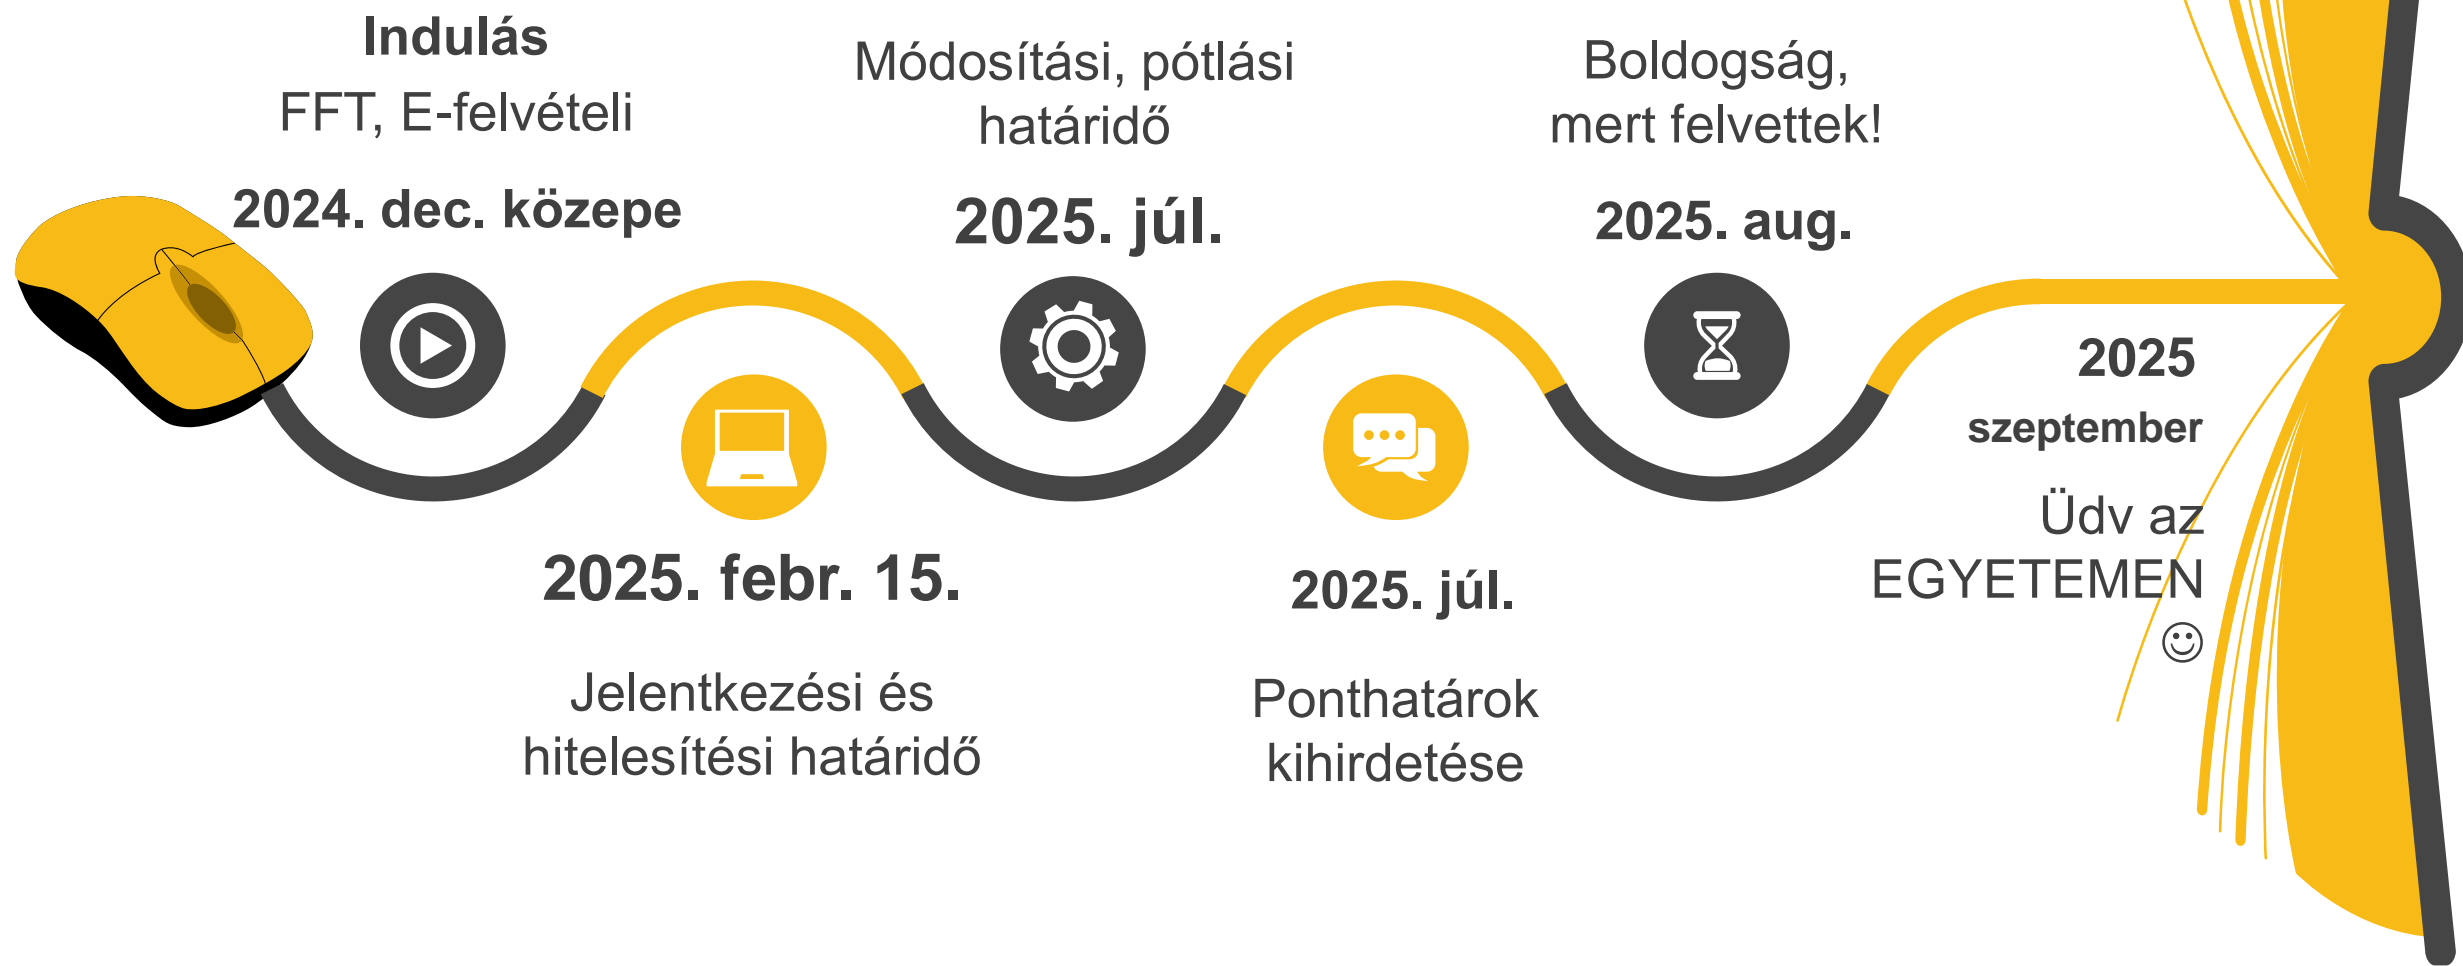 Indulás
FFT, E-felvételi
2024. dec. közepe
2025. febr. 15.
Jelentkezési és
hitelesítési határidő
Módosítási, pótlási
határidő
2025. júl.
2025. júl.
Ponthatárok
kihirdetése
Boldogság,
mert felvettek!
2025. aug.
2025
szeptember
Üdv az
EGYETEMEN
☺